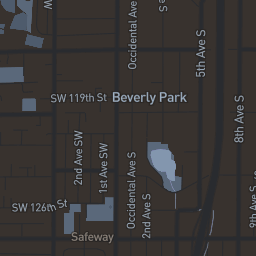 Occidental Ave S
5th Ave S
SW 119th St
Beverly Park
8th Ave S
2nd Ave SW
1st Ave SW
Occidental Ave S
2nd Ave S
SW 126th St
9th Ave S
Safeway